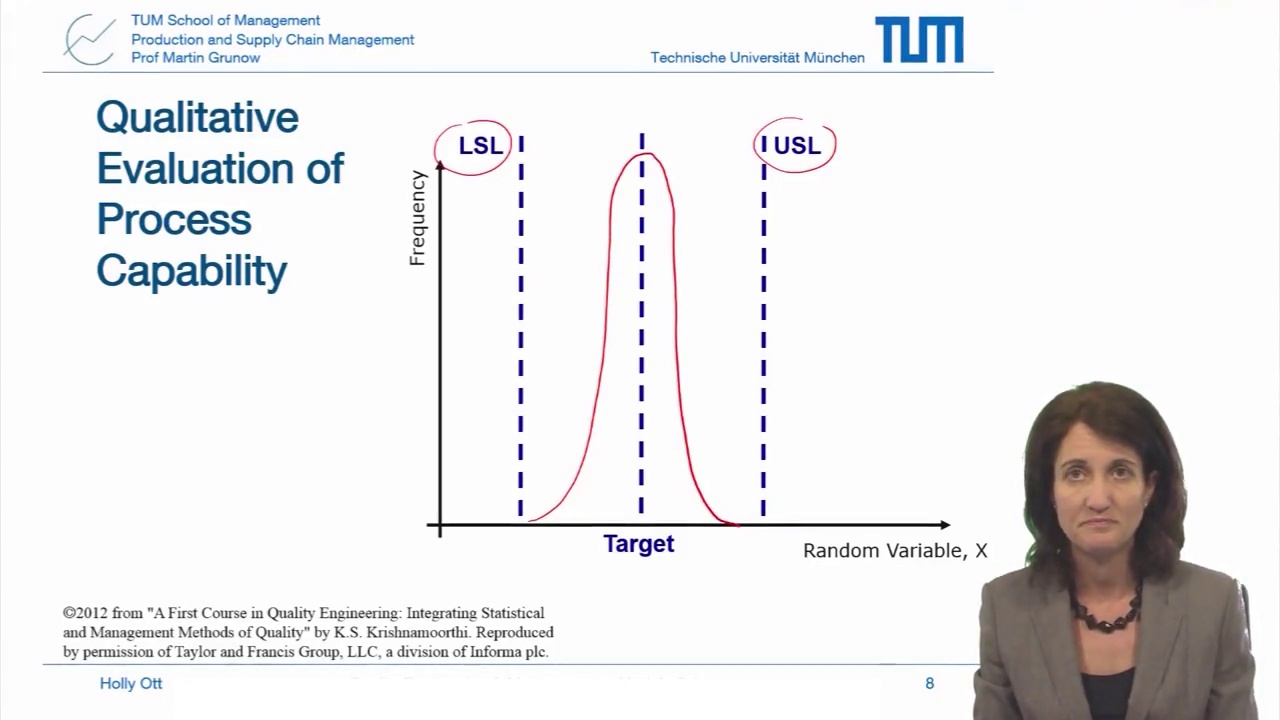 TUM School of Management
Production and Supply Chain Management
Prof Martin Grunow
Technische Universität München
TUM
Qualitative
Evaluation of
Process
Capability
LSL
USL
Frequency
Target
Random Variable, X
©2012 from "A First Course in Quality Engineering: Integrating Statistical
and Management Methods of Quality" by K.S. Krishnamoorthi. Reproduced
by permission of Taylor and Francis Group, LLC, a division of Informa plc.
Holly Ott
8